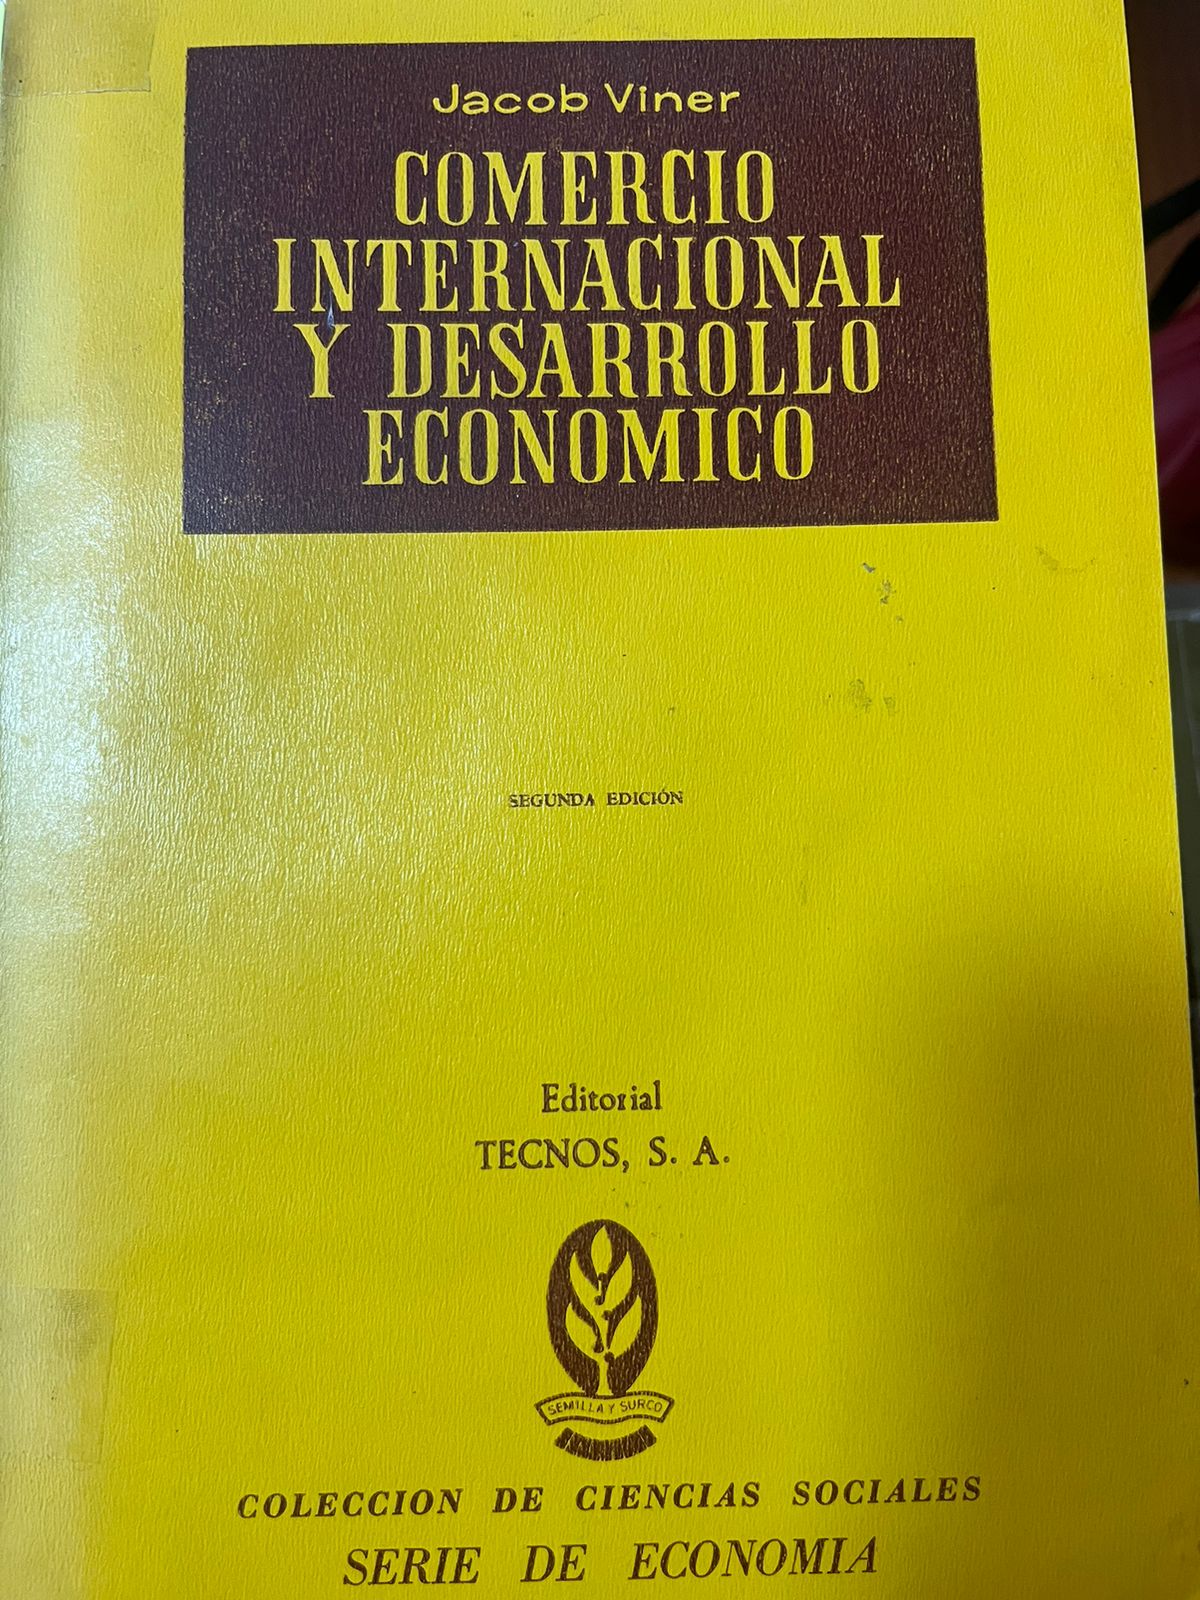 Jacob Viner
COMERCIO
INTERNACIONAL
Y DESARROLLO
ECONOMICO
SEGUNDA EDICIÓN
Editorial
TECNOS, S. A.
SEMILLA Y SURCO
COLECCION DE CIENCIAS SOCIALES
SERIE DE ECONOMIA